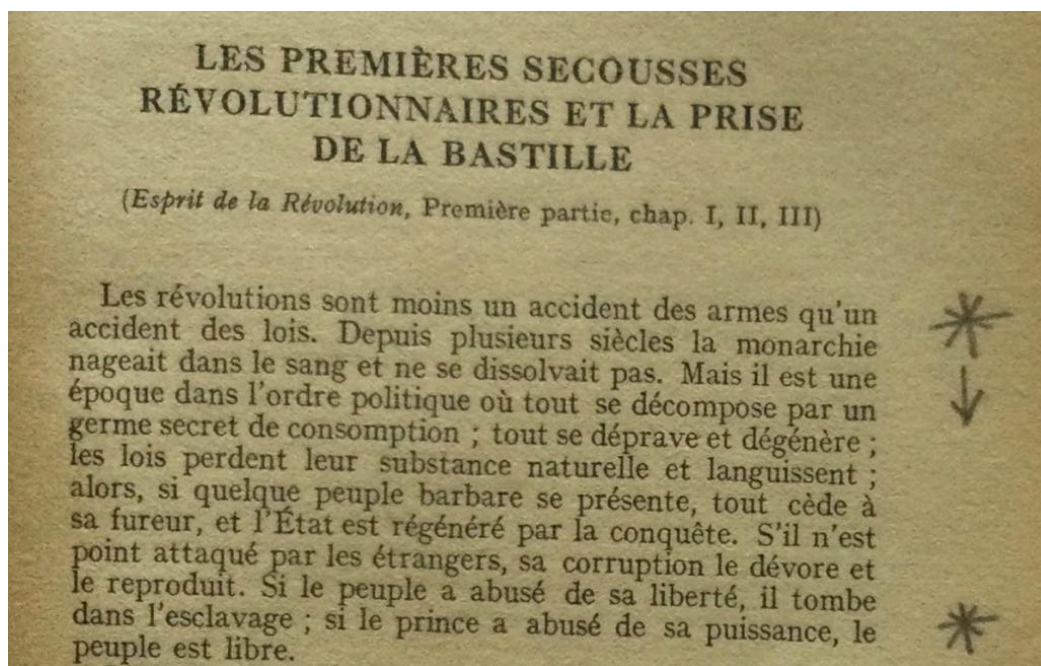 LES PREMIÈRES SECOUSSES
RÉVOLUTIONNAIRES ET LA PRISE
DE LA BASTILLE
(Esprit de la Révolution, Première partie, chap. I, II, III)
Les révolutions sont moins un accident des armes qu'un
accident des lois. Depuis plusieurs siècles la monarchie
nageait dans le sang et ne se dissolvait pas. Mais il est une
époque dans l'ordre politique où tout se décompose par un
germe secret de consomption ; tout se déprave et dégénère ;
les lois perdent leur substance naturelle et languissent ;
alors, si quelque peuple barbare se présente, tout cède à
sa fureur, et l'État est régénéré par la conquête. S'il n'est
point attaqué par les étrangers, sa corruption le dévore et
le reproduit. Si le peuple a abusé de sa liberté, il tombe
dans l'esclavage ; si le prince a abusé de sa puissance, le
peuple est libre.